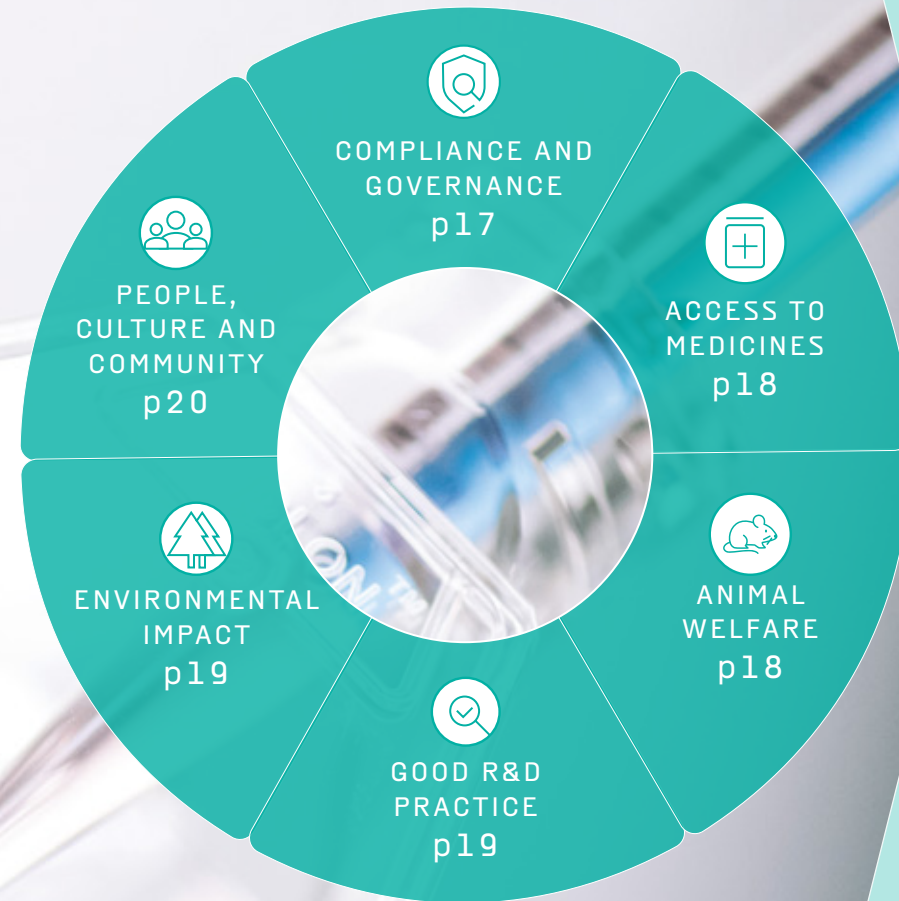 COMPLIANCE AND
GOVERNANCE
p17
ACCESS TO
MEDICINES
p18
ANIMAL
WELFARE
p18
GOOD R&D
PRACTICE
p19
ENVIRONMENTAL
IMPACT
p19
PEOPLE,
CULTURE AND
COMMUNITY
p20